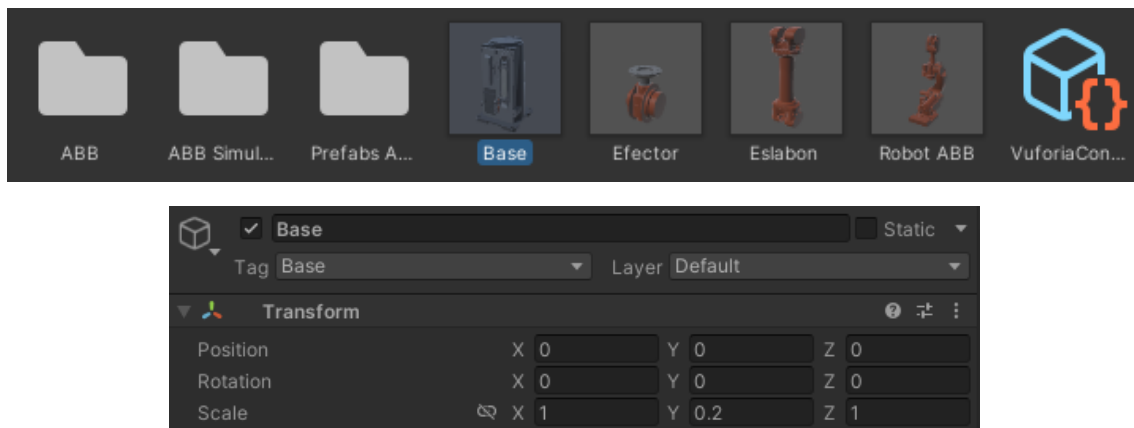 ABB ABB Simul... Prefabs A... Base Efector Eslabon Robot ABB VuforiaCon...
Base Static
Tag Base Layer Default
Transform
Position X 0 Y 0 Z 0
Rotation X 0 Y 0 Z 0
Scale X 1 Y 0.2 Z 1